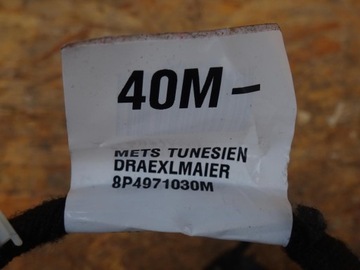 40M-
METS TUNESIEN
DRAEXLMAIER
8P4971030M